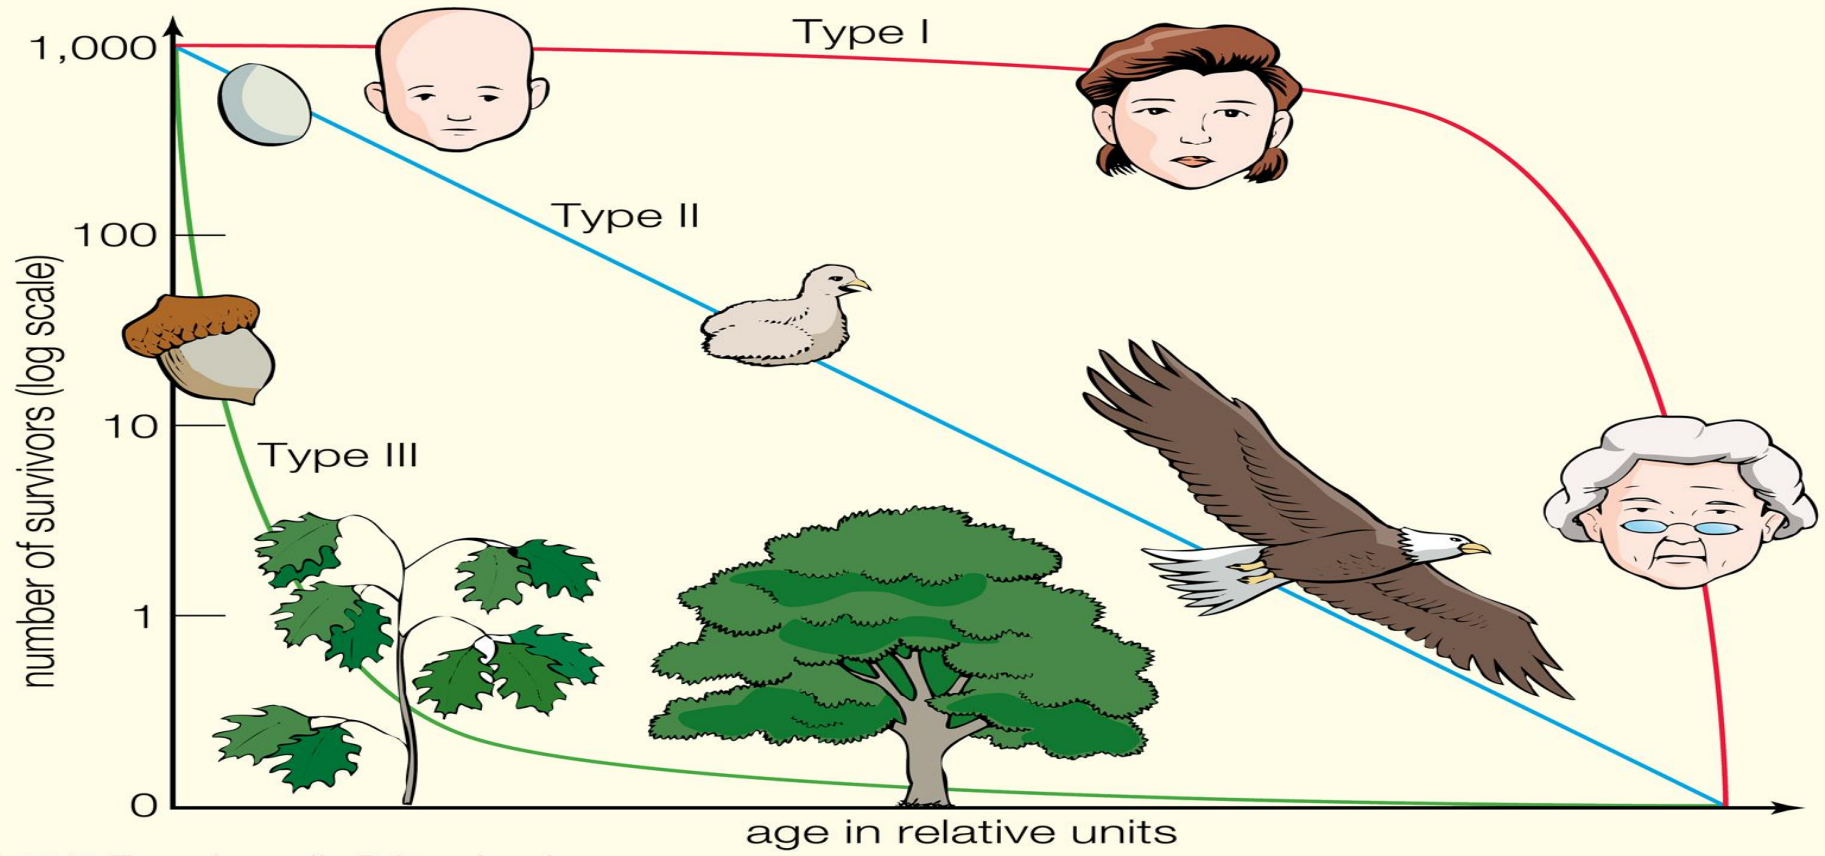 1,000
Type I
Type II
100
number of survivors (log scale)
10
Type III
1
0
age in relative units